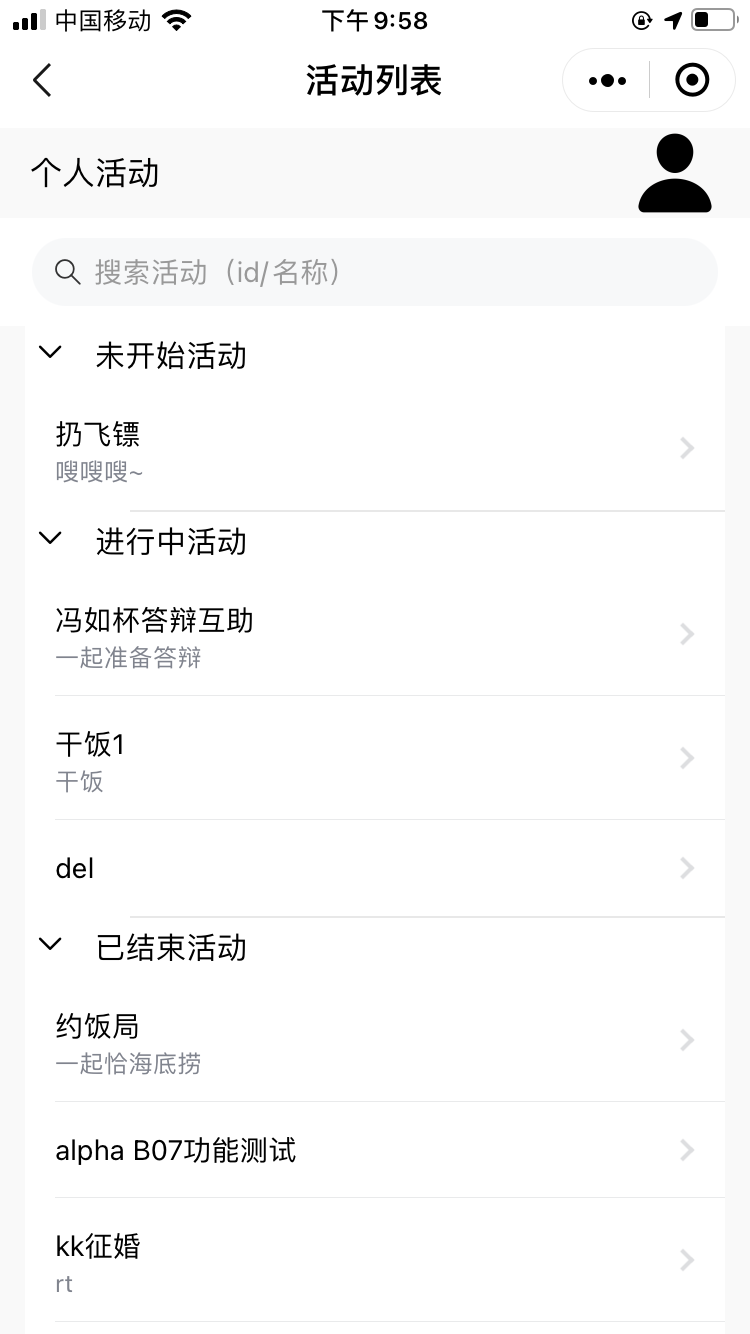 中国移动
下午9:58
活动列表
个人活动
搜索活动（id/名称）
未开始活动
扔飞镖
嗖嗖嗖~
进行中活动
冯如杯答辩互助
一起准备答辩
干饭1
干饭
del
已结束活动
约饭局
一起恰海底捞
alpha B07功能测试
kk征婚
rt